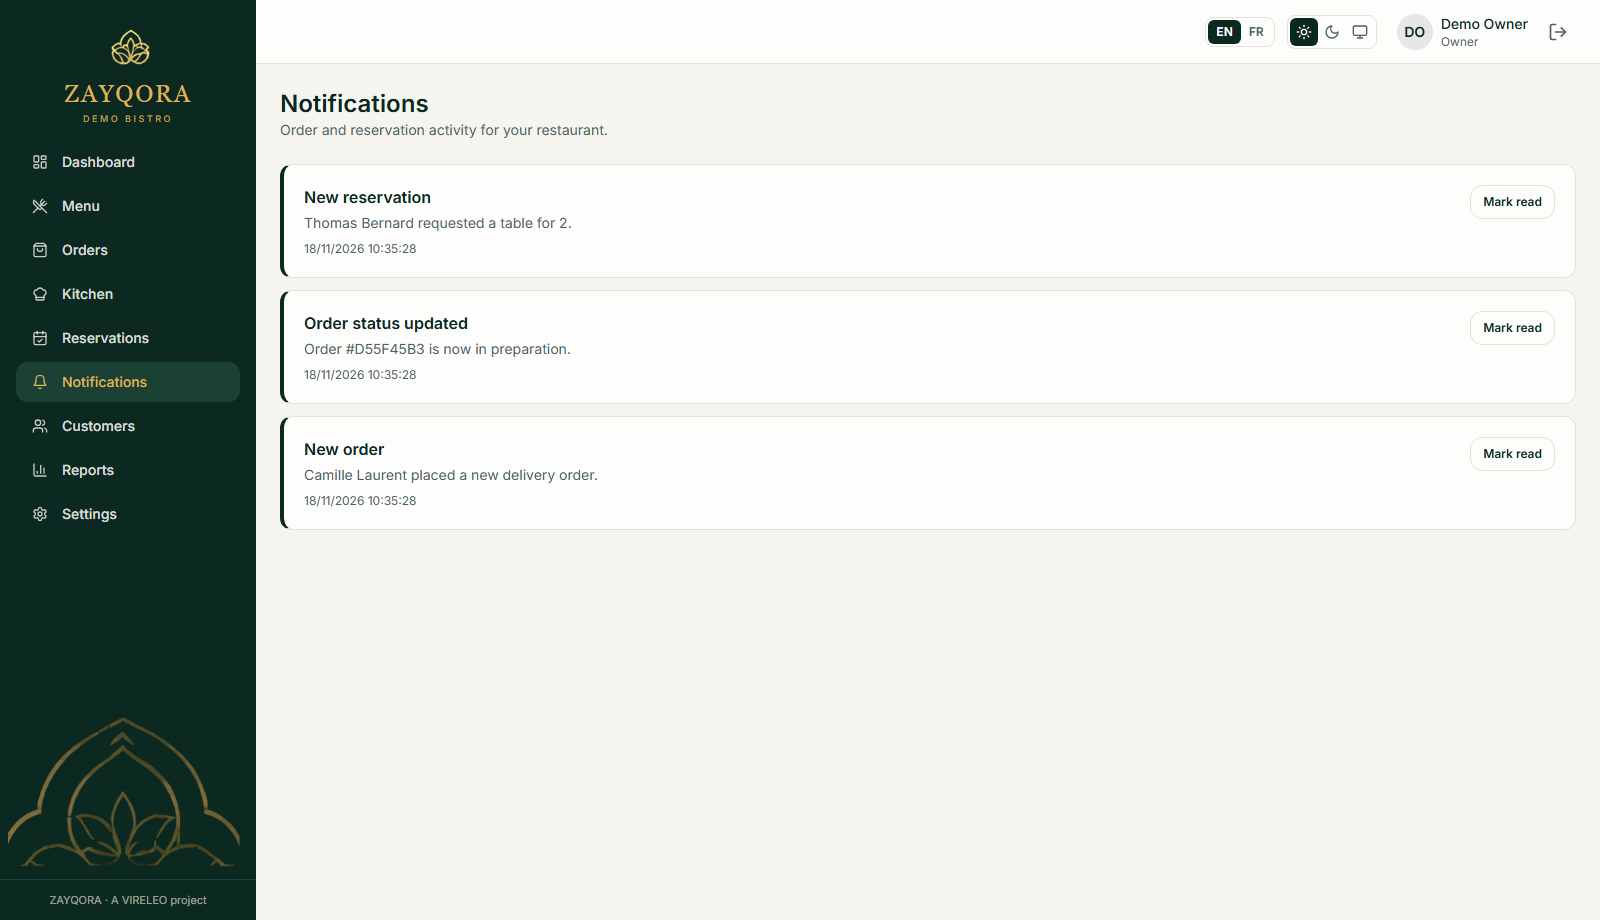 ZAYQORA
DEMO BISTRO
Dashboard
Menu
Orders
Kitchen
Reservations
Notifications
Customers
Reports
Settings
ZAYQORA · A VIRELEO project
EN FR
DO
Demo Owner
Owner
Notifications
Order and reservation activity for your restaurant.
New reservation
Mark read
Thomas Bernard requested a table for 2.
18/11/2026 10:35:28
Order status updated
Mark read
Order #D55F45B3 is now in preparation.
18/11/2026 10:35:28
New order
Mark read
Camille Laurent placed a new delivery order.
18/11/2026 10:35:28